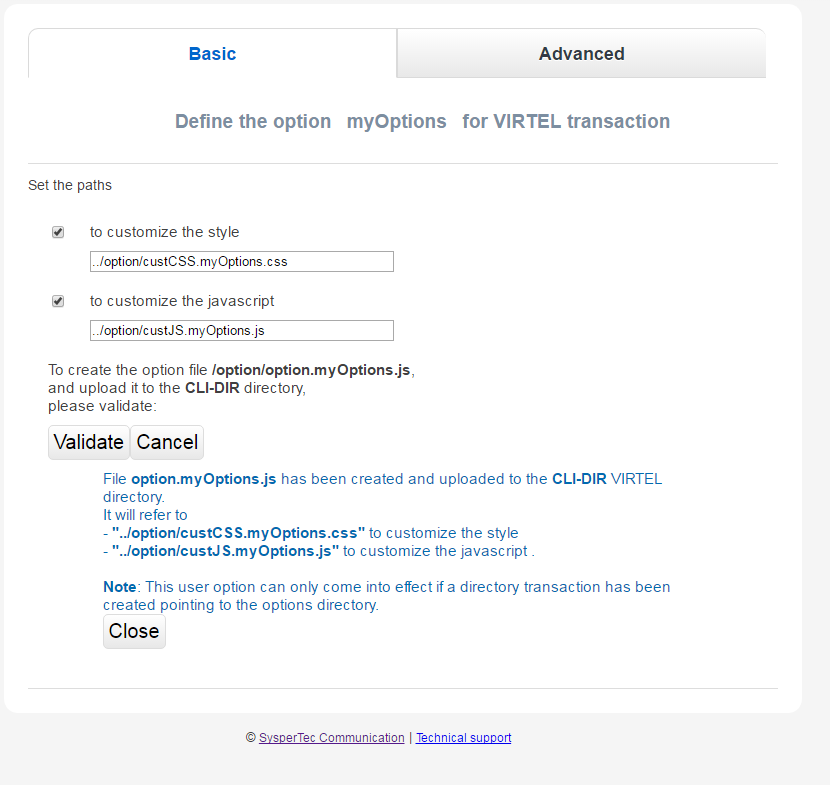 Basic
Advanced
Define the option myOptions for VIRTEL transaction
Set the paths
to customize the style
../option/custCSS.myOptions.css
to customize the javascript
../option/custJS.myOptions.js
To create the option file /option/option.myOptions.js,
and upload it to the CLI-DIR directory,
please validate:
Validate Cancel
File option.myOptions.js has been created and uploaded to the CLI-DIR VIRTEL
directory.
It will refer to
- "../option/custCSS.myOptions.css" to customize the style
- "../option/custJS.myOptions.js" to customize the javascript .
Note: This user option can only come into effect if a directory transaction has been
created pointing to the options directory.
Close
© SysperTec Communication | Technical support